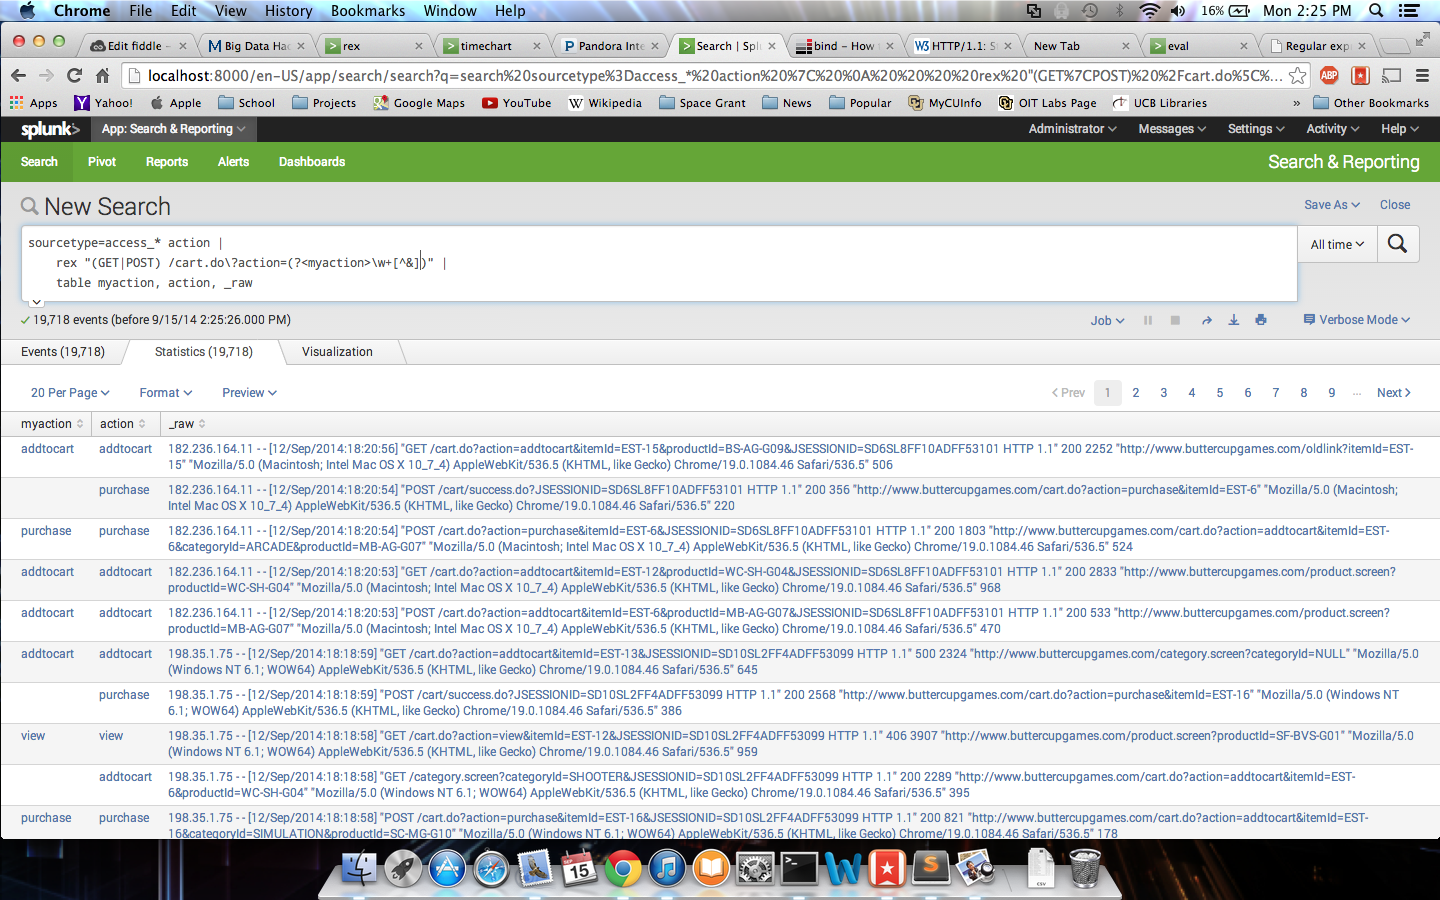 Chrome File Edit View History Bookmarks Window Help 16% Mon 2:25 PM
Edit fiddle - Big Data Hac rex timechart Pandora Inte Search | Splu bind – How t HTTP/1.1: S New Tab eval Regular exp
localhost:8000/en-US/app/search/search?q=search%20sourcetype%3Daccess_*%20action%20%7C%20%0A%20%20%20%20rex%20"(GET%7CPOST)%20%2Fcart.do%5C%... ABP
Apps Yahoo! Apple School Projects Google Maps YouTube Wikipedia Space Grant News Popular MyCUInfo OIT Labs Page UCB Libraries » Other Bookmarks
splunk> App: Search & Reporting Administrator Messages Settings Activity Help
Search Pivot Reports Alerts Dashboards Search & Reporting
New Search Save As Close
sourcetype=access_* action |
rex "(GET|POST) /cart.do\?action=(?<myaction>\w+[^&])" |
table myaction, action, _raw
All time
19,718 events (before 9/15/14 2:25:26.000 PM) Job Verbose Mode
Events (19,718) Statistics (19,718) Visualization
20 Per Page Format Preview Prev 1 2 3 4 5 6 7 8 9 ... Next
myaction action _raw
addtocart addtocart 182.236.164.11 - - [12/Sep/2014:18:20:56] "GET /cart.do?action=addtocart&itemId=EST-15&productId=BS-AG-G09&JSESSIONID=SD6SL8FF10ADFF53101 HTTP 1.1" 200 2252 "http://www.buttercupgames.com/oldlink?itemId=EST-
15" "Mozilla/5.0 (Macintosh; Intel Mac OS X 10_7_4) AppleWebKit/536.5 (KHTML, like Gecko) Chrome/19.0.1084.46 Safari/536.5" 506
purchase 182.236.164.11 - - [12/Sep/2014:18:20:54] "POST /cart/success.do?JSESSIONID=SD6SL8FF10ADFF53101 HTTP 1.1" 200 356 "http://www.buttercupgames.com/cart.do?action=purchase&itemId=EST-6" "Mozilla/5.0 (Macintosh;
Intel Mac OS X 10_7_4) AppleWebKit/536.5 (KHTML, like Gecko) Chrome/19.0.1084.46 Safari/536.5" 220
purchase purchase 182.236.164.11 - - [12/Sep/2014:18:20:54] "POST /cart.do?action=purchase&itemId=EST-6&JSESSIONID=SD6SL8FF10ADFF53101 HTTP 1.1" 200 1803 "http://www.buttercupgames.com/cart.do?action=addtocart&itemId=EST-
6&categoryId=ARCADE&productId=MB-AG-G07" "Mozilla/5.0 (Macintosh; Intel Mac OS X 10_7_4) AppleWebKit/536.5 (KHTML, like Gecko) Chrome/19.0.1084.46 Safari/536.5" 524
addtocart addtocart 182.236.164.11 - - [12/Sep/2014:18:20:53] "GET /cart.do?action=addtocart&itemId=EST-12&productId=WC-SH-G04&JSESSIONID=SD6SL8FF10ADFF53101 HTTP 1.1" 200 2833 "http://www.buttercupgames.com/product.screen?
productId=WC-SH-G04" "Mozilla/5.0 (Macintosh; Intel Mac OS X 10_7_4) AppleWebKit/536.5 (KHTML, like Gecko) Chrome/19.0.1084.46 Safari/536.5" 968
addtocart addtocart 182.236.164.11 - - [12/Sep/2014:18:20:53] "POST /cart.do?action=addtocart&itemId=EST-6&productId=MB-AG-G07&JSESSIONID=SD6SL8FF10ADFF53101 HTTP 1.1" 200 533 "http://www.buttercupgames.com/product.screen?
productId=MB-AG-G07" "Mozilla/5.0 (Macintosh; Intel Mac OS X 10_7_4) AppleWebKit/536.5 (KHTML, like Gecko) Chrome/19.0.1084.46 Safari/536.5" 470
addtocart addtocart 198.35.1.75 - - [12/Sep/2014:18:18:59] "GET /cart.do?action=addtocart&itemId=EST-13&JSESSIONID=SD10SL2FF4ADFF53099 HTTP 1.1" 500 2324 "http://www.buttercupgames.com/category.screen?categoryId=NULL" "Mozilla/5.0
(Windows NT 6.1; WOW64) AppleWebKit/536.5 (KHTML, like Gecko) Chrome/19.0.1084.46 Safari/536.5" 645
purchase 198.35.1.75 - - [12/Sep/2014:18:18:59] "POST /cart/success.do?JSESSIONID=SD10SL2FF4ADFF53099 HTTP 1.1" 200 2568 "http://www.buttercupgames.com/cart.do?action=purchase&itemId=EST-16" "Mozilla/5.0 (Windows NT
6.1; WOW64) AppleWebKit/536.5 (KHTML, like Gecko) Chrome/19.0.1084.46 Safari/536.5" 386
view view 198.35.1.75 - - [12/Sep/2014:18:18:58] "GET /cart.do?action=view&itemId=EST-12&JSESSIONID=SD10SL2FF4ADFF53099 HTTP 1.1" 406 3907 "http://www.buttercupgames.com/product.screen?productId=SF-BVS-G01" "Mozilla/5.0
(Windows NT 6.1; WOW64) AppleWebKit/536.5 (KHTML, like Gecko) Chrome/19.0.1084.46 Safari/536.5" 959
addtocart 198.35.1.75 - - [12/Sep/2014:18:18:58] "GET /category.screen?categoryId=SHOOTER&JSESSIONID=SD10SL2FF4ADFF53099 HTTP 1.1" 200 2289 "http://www.buttercupgames.com/cart.do?action=addtocart&itemId=EST-
6&productId=WC-SH-G04" "Mozilla/5.0 (Windows NT 6.1; WOW64) AppleWebKit/536.5 (KHTML, like Gecko) Chrome/19.0.1084.46 Safari/536.5" 395
purchase purchase 198.35.1.75 - - [12/Sep/2014:18:18:58] "POST /cart.do?action=purchase&itemId=EST-16&JSESSIONID=SD10SL2FF4ADFF53099 HTTP 1.1" 200 821 "http://www.buttercupgames.com/cart.do?action=addtocart&itemId=EST-
16&categoryId=SIMULATION&productId=SC-MG-G10" "Mozilla/5.0 (Windows NT 6.1; WOW64) AppleWebKit/536.5 (KHTML, like Gecko) Chrome/19.0.1084.46 Safari/536.5" 178
SEP
15
CSV